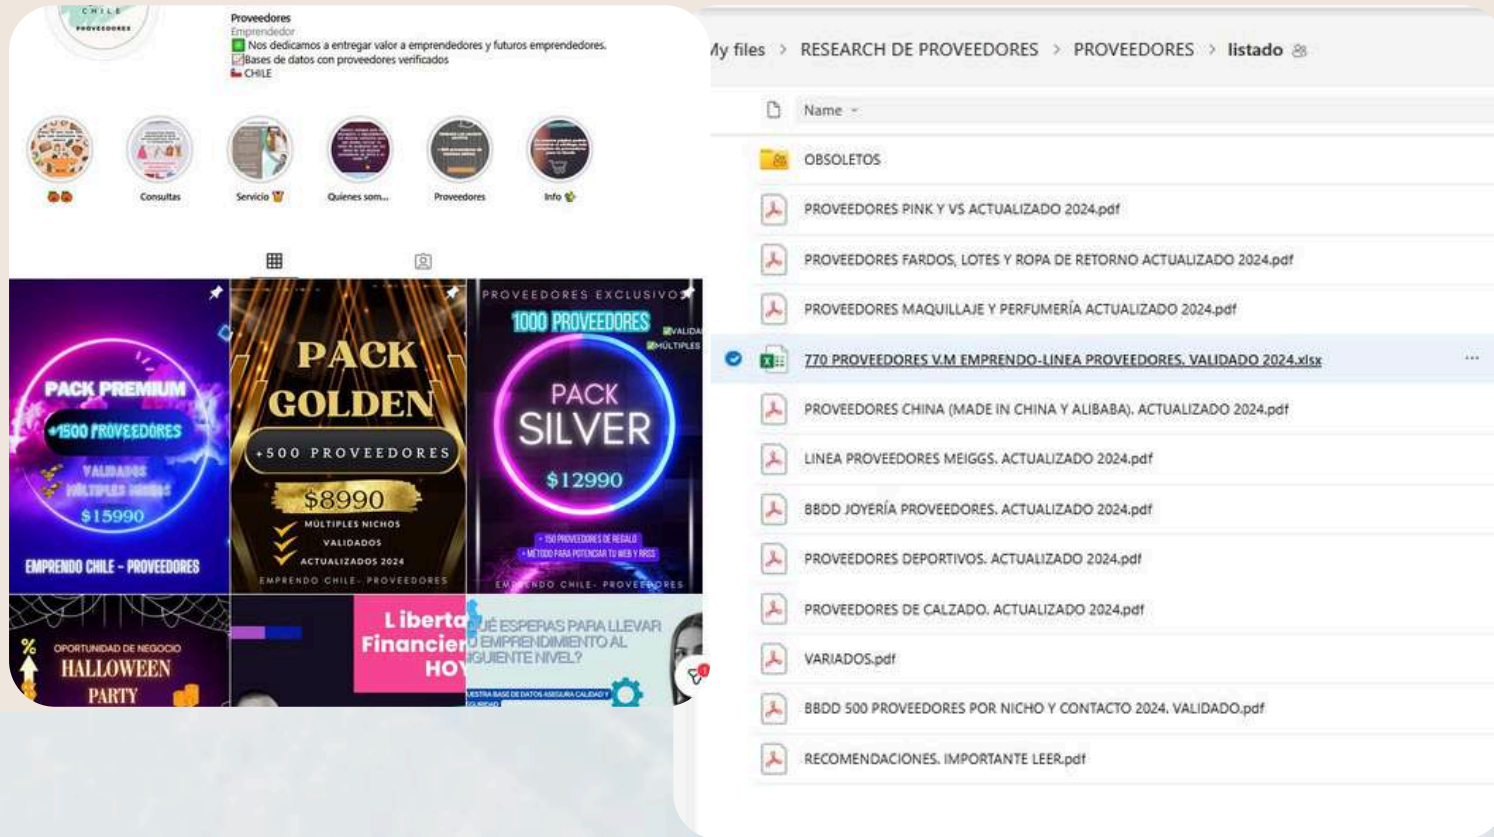 CHILE
PROVEEDORES
Proveedores
Emprendedor
Nos dedicamos a entregar valor a emprendedores y futuros emprendedores.
Bases de datos con proveedores verificados
CHILE
Consultas
Servicio
Quienes som...
Proveedores
Info
PACK PREMIUM
+1500 PROVEEDORES
VALIDADOS
MÚLTIPLES NICHOS
$15990
EMPRENDO CHILE - PROVEEDORES
PACK
GOLDEN
+500 PROVEEDORES
$8990
MÚLTIPLES NICHOS
VALIDADOS
ACTUALIZADOS 2024
EMPRENDO CHILE- PROVEEDORES
PROVEEDORES EXCLUSIVOS
1000 PROVEEDORES
VALIDA
MÚLTIPLES
PACK
SILVER
$12990
+ 150 PROVEEDORES DE REGALO
+ MÉTODO PARA POTENCIAR TU WEB Y RRSS
EMPRENDO CHILE- PROVEEDORES
%
OPORTUNIDAD DE NEGOCIO
HALLOWEEN
PARTY
Liberta
Financier
HOY
QUÉ ESPERAS PARA LLEVAR
U EMPRENDIMIENTO AL
IGUIENTE NIVEL?
UESTRA BASE DE DATOS ASEGURA CALIDAD Y
1
My files > RESEARCH DE PROVEEDORES > PROVEEDORES > listado
Name
OBSOLETOS
PROVEEDORES PINK Y VS ACTUALIZADO 2024.pdf
PROVEEDORES FARDOS, LOTES Y ROPA DE RETORNO ACTUALIZADO 2024.pdf
PROVEEDORES MAQUILLAJE Y PERFUMERÍA ACTUALIZADO 2024.pdf
770 PROVEEDORES V.M EMPRENDO-LINEA PROVEEDORES. VALIDADO 2024.xlsx
PROVEEDORES CHINA (MADE IN CHINA Y ALIBABA). ACTUALIZADO 2024.pdf
LINEA PROVEEDORES MEIGGS. ACTUALIZADO 2024.pdf
BBDD JOYERÍA PROVEEDORES. ACTUALIZADO 2024.pdf
PROVEEDORES DEPORTIVOS. ACTUALIZADO 2024.pdf
PROVEEDORES DE CALZADO. ACTUALIZADO 2024.pdf
VARIADOS.pdf
BBDD 500 PROVEEDORES POR NICHO Y CONTACTO 2024. VALIDADO.pdf
RECOMENDACIONES. IMPORTANTE LEER.pdf